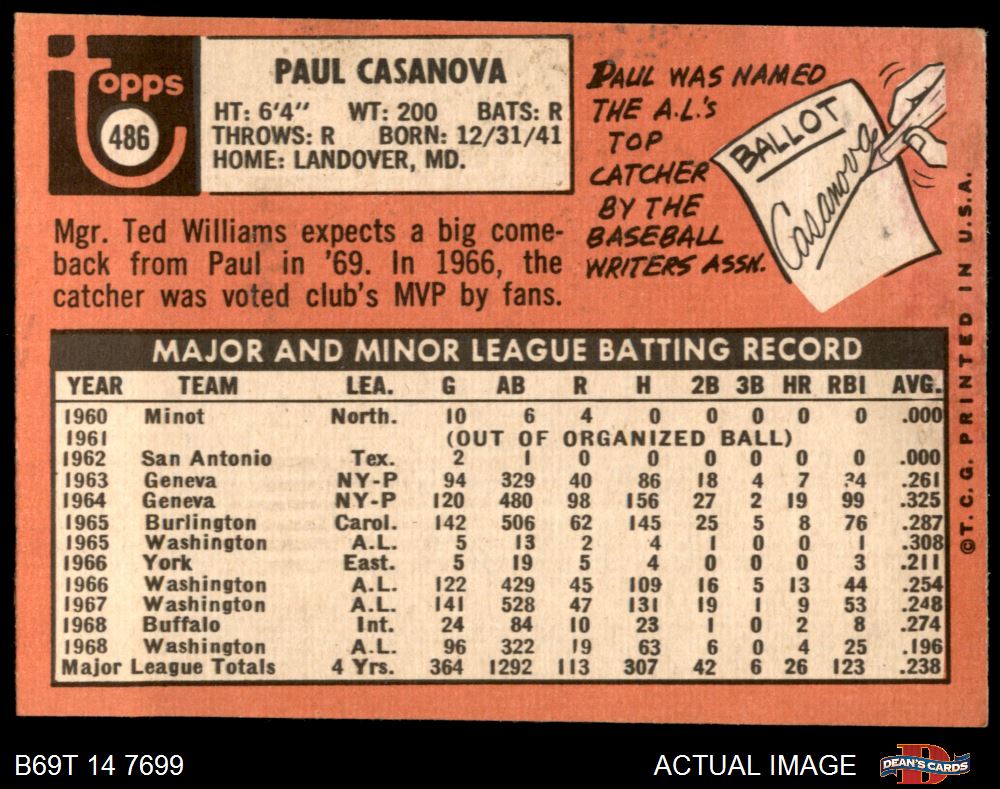 Topps
486
PAUL CASANOVA
HT: 6'4" WT: 200 BATS: R
THROWS: R BORN: 12/31/41
HOME: LANDOVER, MD.
Mgr. Ted Williams expects a big come-
back from Paul in '69. In 1966, the
catcher was voted club's MVP by fans.
PAUL WAS NAMED
THE A.L.'s
TOP
CATCHER
BY THE
BASEBALL
WRITERS ASSN.
BALLOT
Casanova
MAJOR AND MINOR LEAGUE BATTING RECORD
YEAR TEAM LEA. G AB R H 2B 3B HR RBI AVG.
1960 Minot North. 10 6 4 0 0 0 0 0 .000
1961 (OUT OF ORGANIZED BALL)
1962 San Antonio Tex. 2 1 0 0 0 0 0 0 .000
1963 Geneva NY-P 94 329 40 86 18 4 7 34 .261
1964 Geneva NY-P 120 480 98 156 27 2 19 99 .325
1965 Burlington Carol. 142 506 62 145 25 5 8 76 .287
1965 Washington A.L. 5 13 2 4 1 0 0 1 .308
1966 York East. 5 19 5 4 0 0 0 3 .211
1966 Washington A.L. 122 429 45 109 16 5 13 44 .254
1967 Washington A.L. 141 528 47 131 19 1 9 53 .248
1968 Buffalo Int. 24 84 10 23 1 0 2 8 .274
1968 Washington A.L. 96 322 19 63 6 0 4 25 .196
Major League Totals 4 Yrs. 364 1292 113 307 42 6 26 123 .238
©T.C.G. PRINTED IN U.S.A.
B69T 14 7699
ACTUAL IMAGE
DEAN'S CARDS